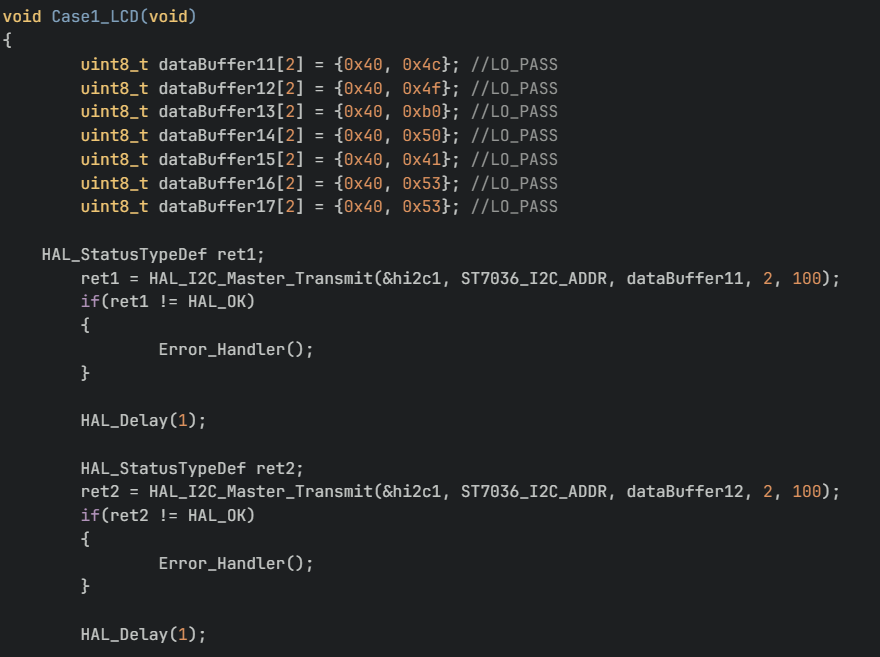 void Case1_LCD(void)
{
uint8_t dataBuffer11[2] = {0x40, 0x4c}; //LO_PASS
uint8_t dataBuffer12[2] = {0x40, 0x4f}; //LO_PASS
uint8_t dataBuffer13[2] = {0x40, 0xb0}; //LO_PASS
uint8_t dataBuffer14[2] = {0x40, 0x50}; //LO_PASS
uint8_t dataBuffer15[2] = {0x40, 0x41}; //LO_PASS
uint8_t dataBuffer16[2] = {0x40, 0x53}; //LO_PASS
uint8_t dataBuffer17[2] = {0x40, 0x53}; //LO_PASS
HAL_StatusTypeDef ret1;
ret1 = HAL_I2C_Master_Transmit(&hi2c1, ST7036_I2C_ADDR, dataBuffer11, 2, 100);
if(ret1 != HAL_OK)
{
Error_Handler();
}
HAL_Delay(1);
HAL_StatusTypeDef ret2;
ret2 = HAL_I2C_Master_Transmit(&hi2c1, ST7036_I2C_ADDR, dataBuffer12, 2, 100);
if(ret2 != HAL_OK)
{
Error_Handler();
}
HAL_Delay(1);